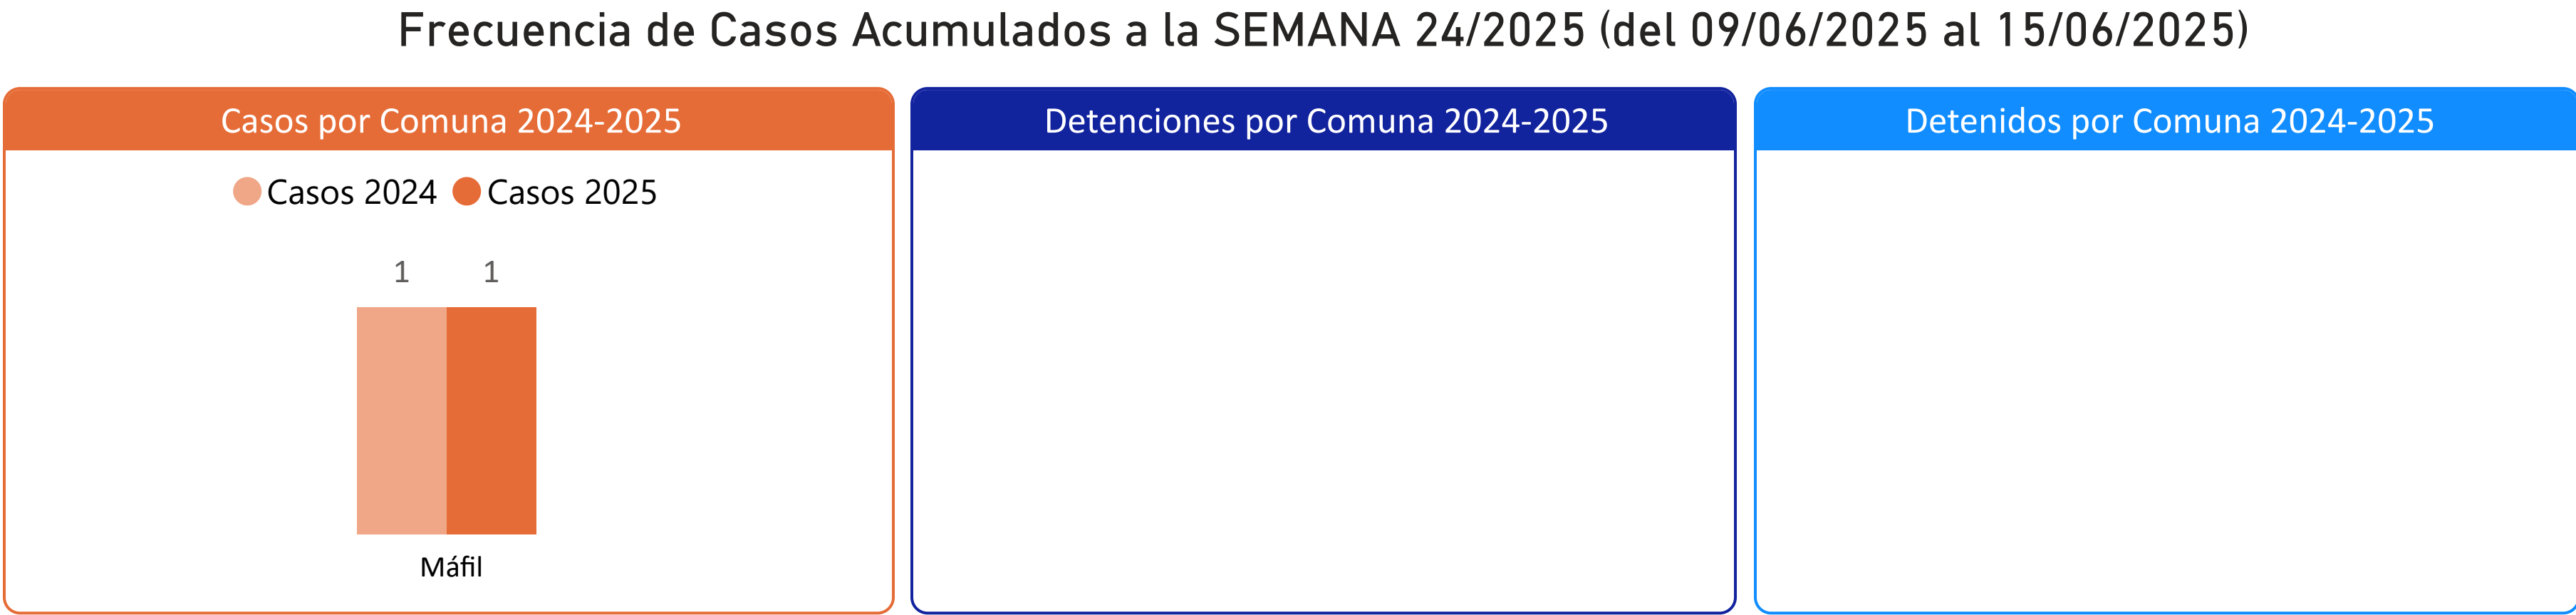 Frecuencia de Casos Acumulados a la SEMANA 24/2025 (del 09/06/2025 al 15/06/2025)
Casos por Comuna 2024-2025
Casos 2024 Casos 2025
1 1
Máfil
Detenciones por Comuna 2024-2025
Detenidos por Comuna 2024-2025